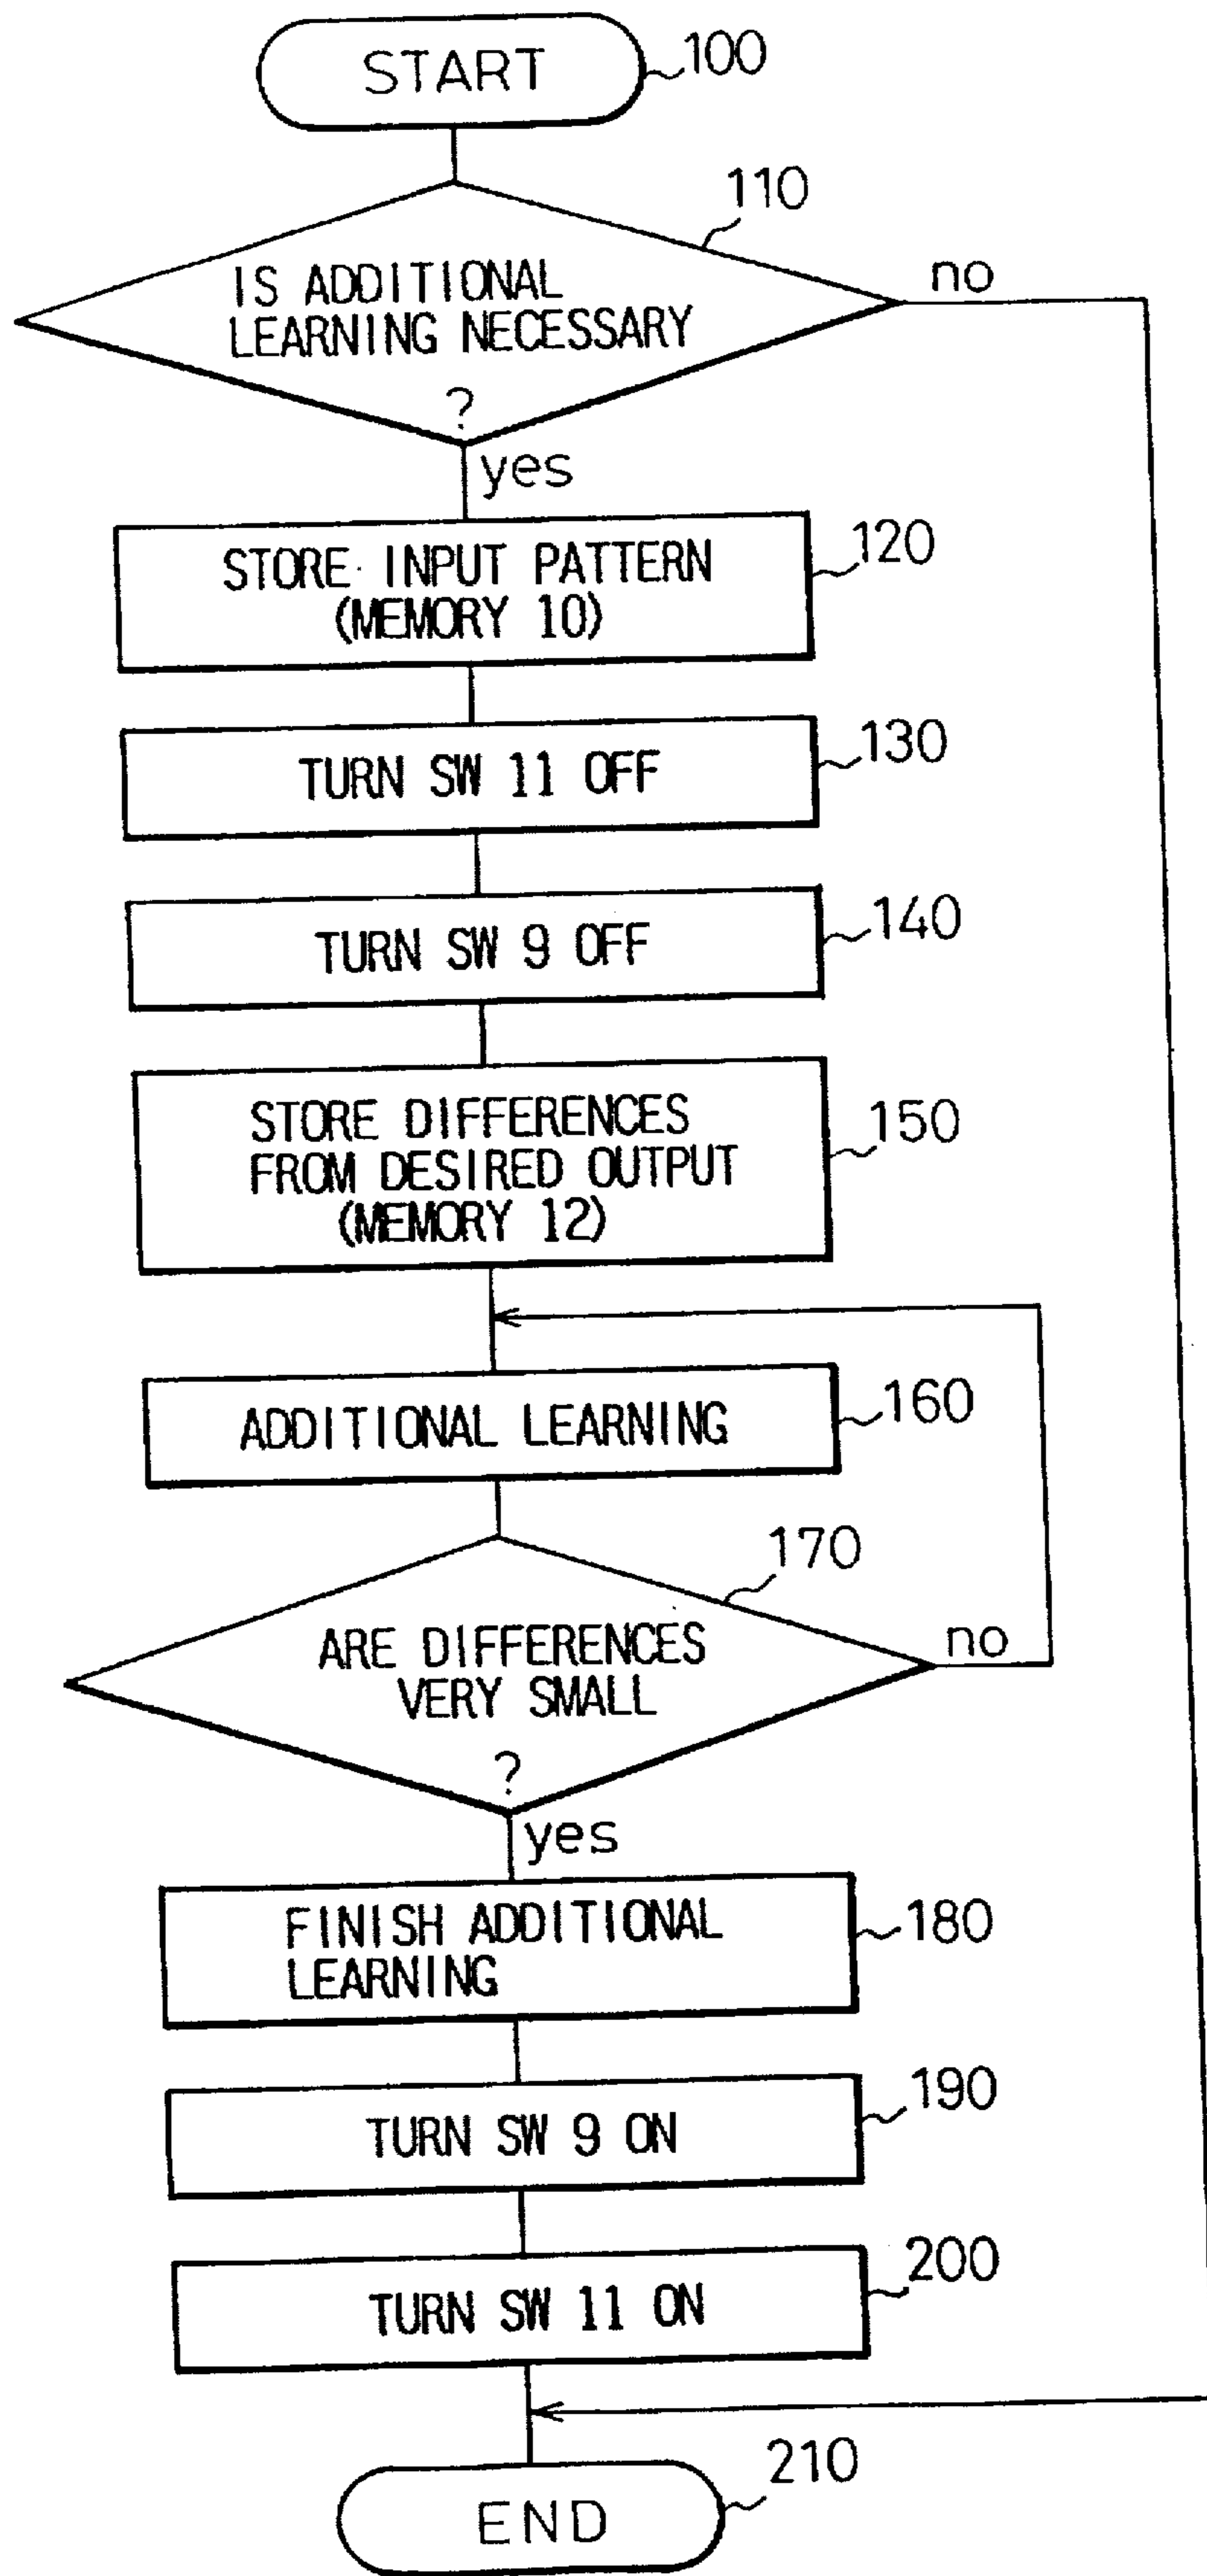 START
100
110
IS ADDITIONAL
LEARNING NECESSARY
?
no
yes
STORE INPUT PATTERN
(MEMORY 10)
120
TURN SW 11 OFF
130
TURN SW 9 OFF
140
STORE DIFFERENCES
FROM DESIRED OUTPUT
(MEMORY 12)
150
ADDITIONAL LEARNING
160
170
ARE DIFFERENCES
VERY SMALL
?
no
yes
FINISH ADDITIONAL
LEARNING
180
TURN SW 9 ON
190
TURN SW 11 ON
200
END
210